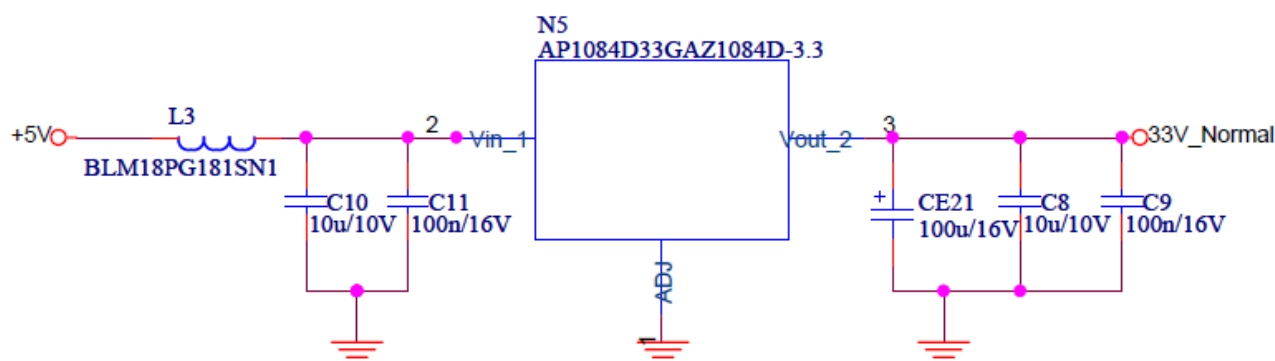 N5
AP1084D33GAZ1084D-3.3
L3
+5V
2
Vin_1
Vout_2
3
33V_Normal
BLM18PG181SN1
C10
10u/10V
C11
100n/16V
CE21
100u/16V
+
C8
10u/10V
C9
100n/16V
ADJ
1